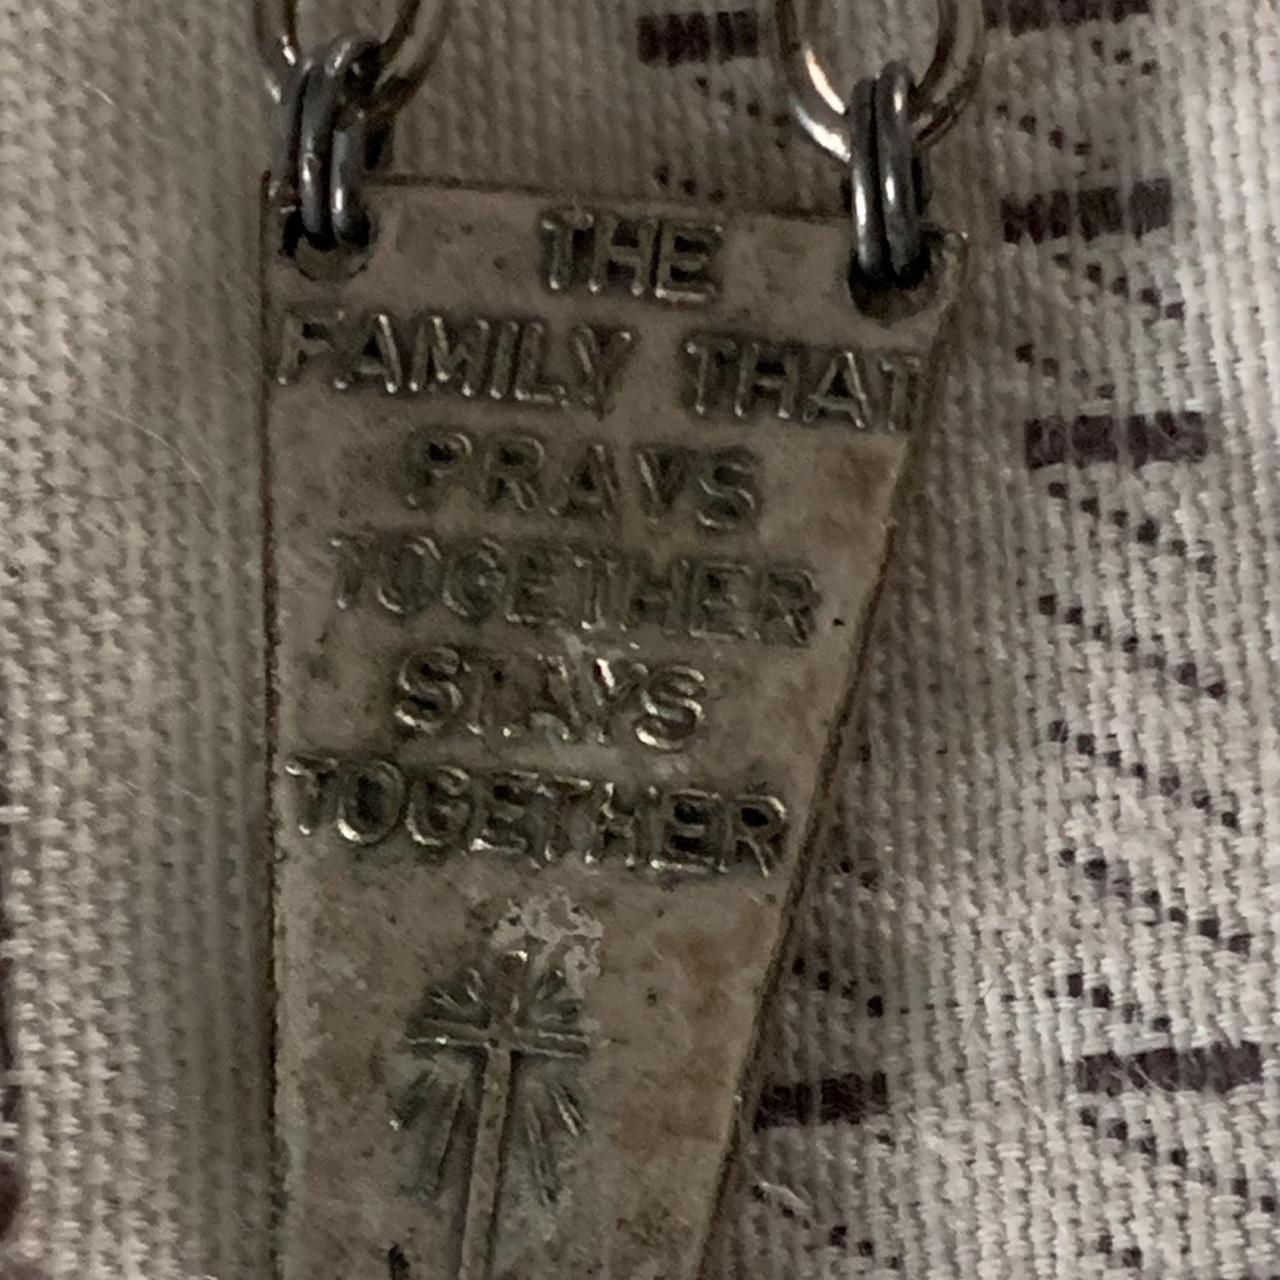 THE
FAMILY THAT
PRAYS
TOGETHER
STAYS
TOGETHER